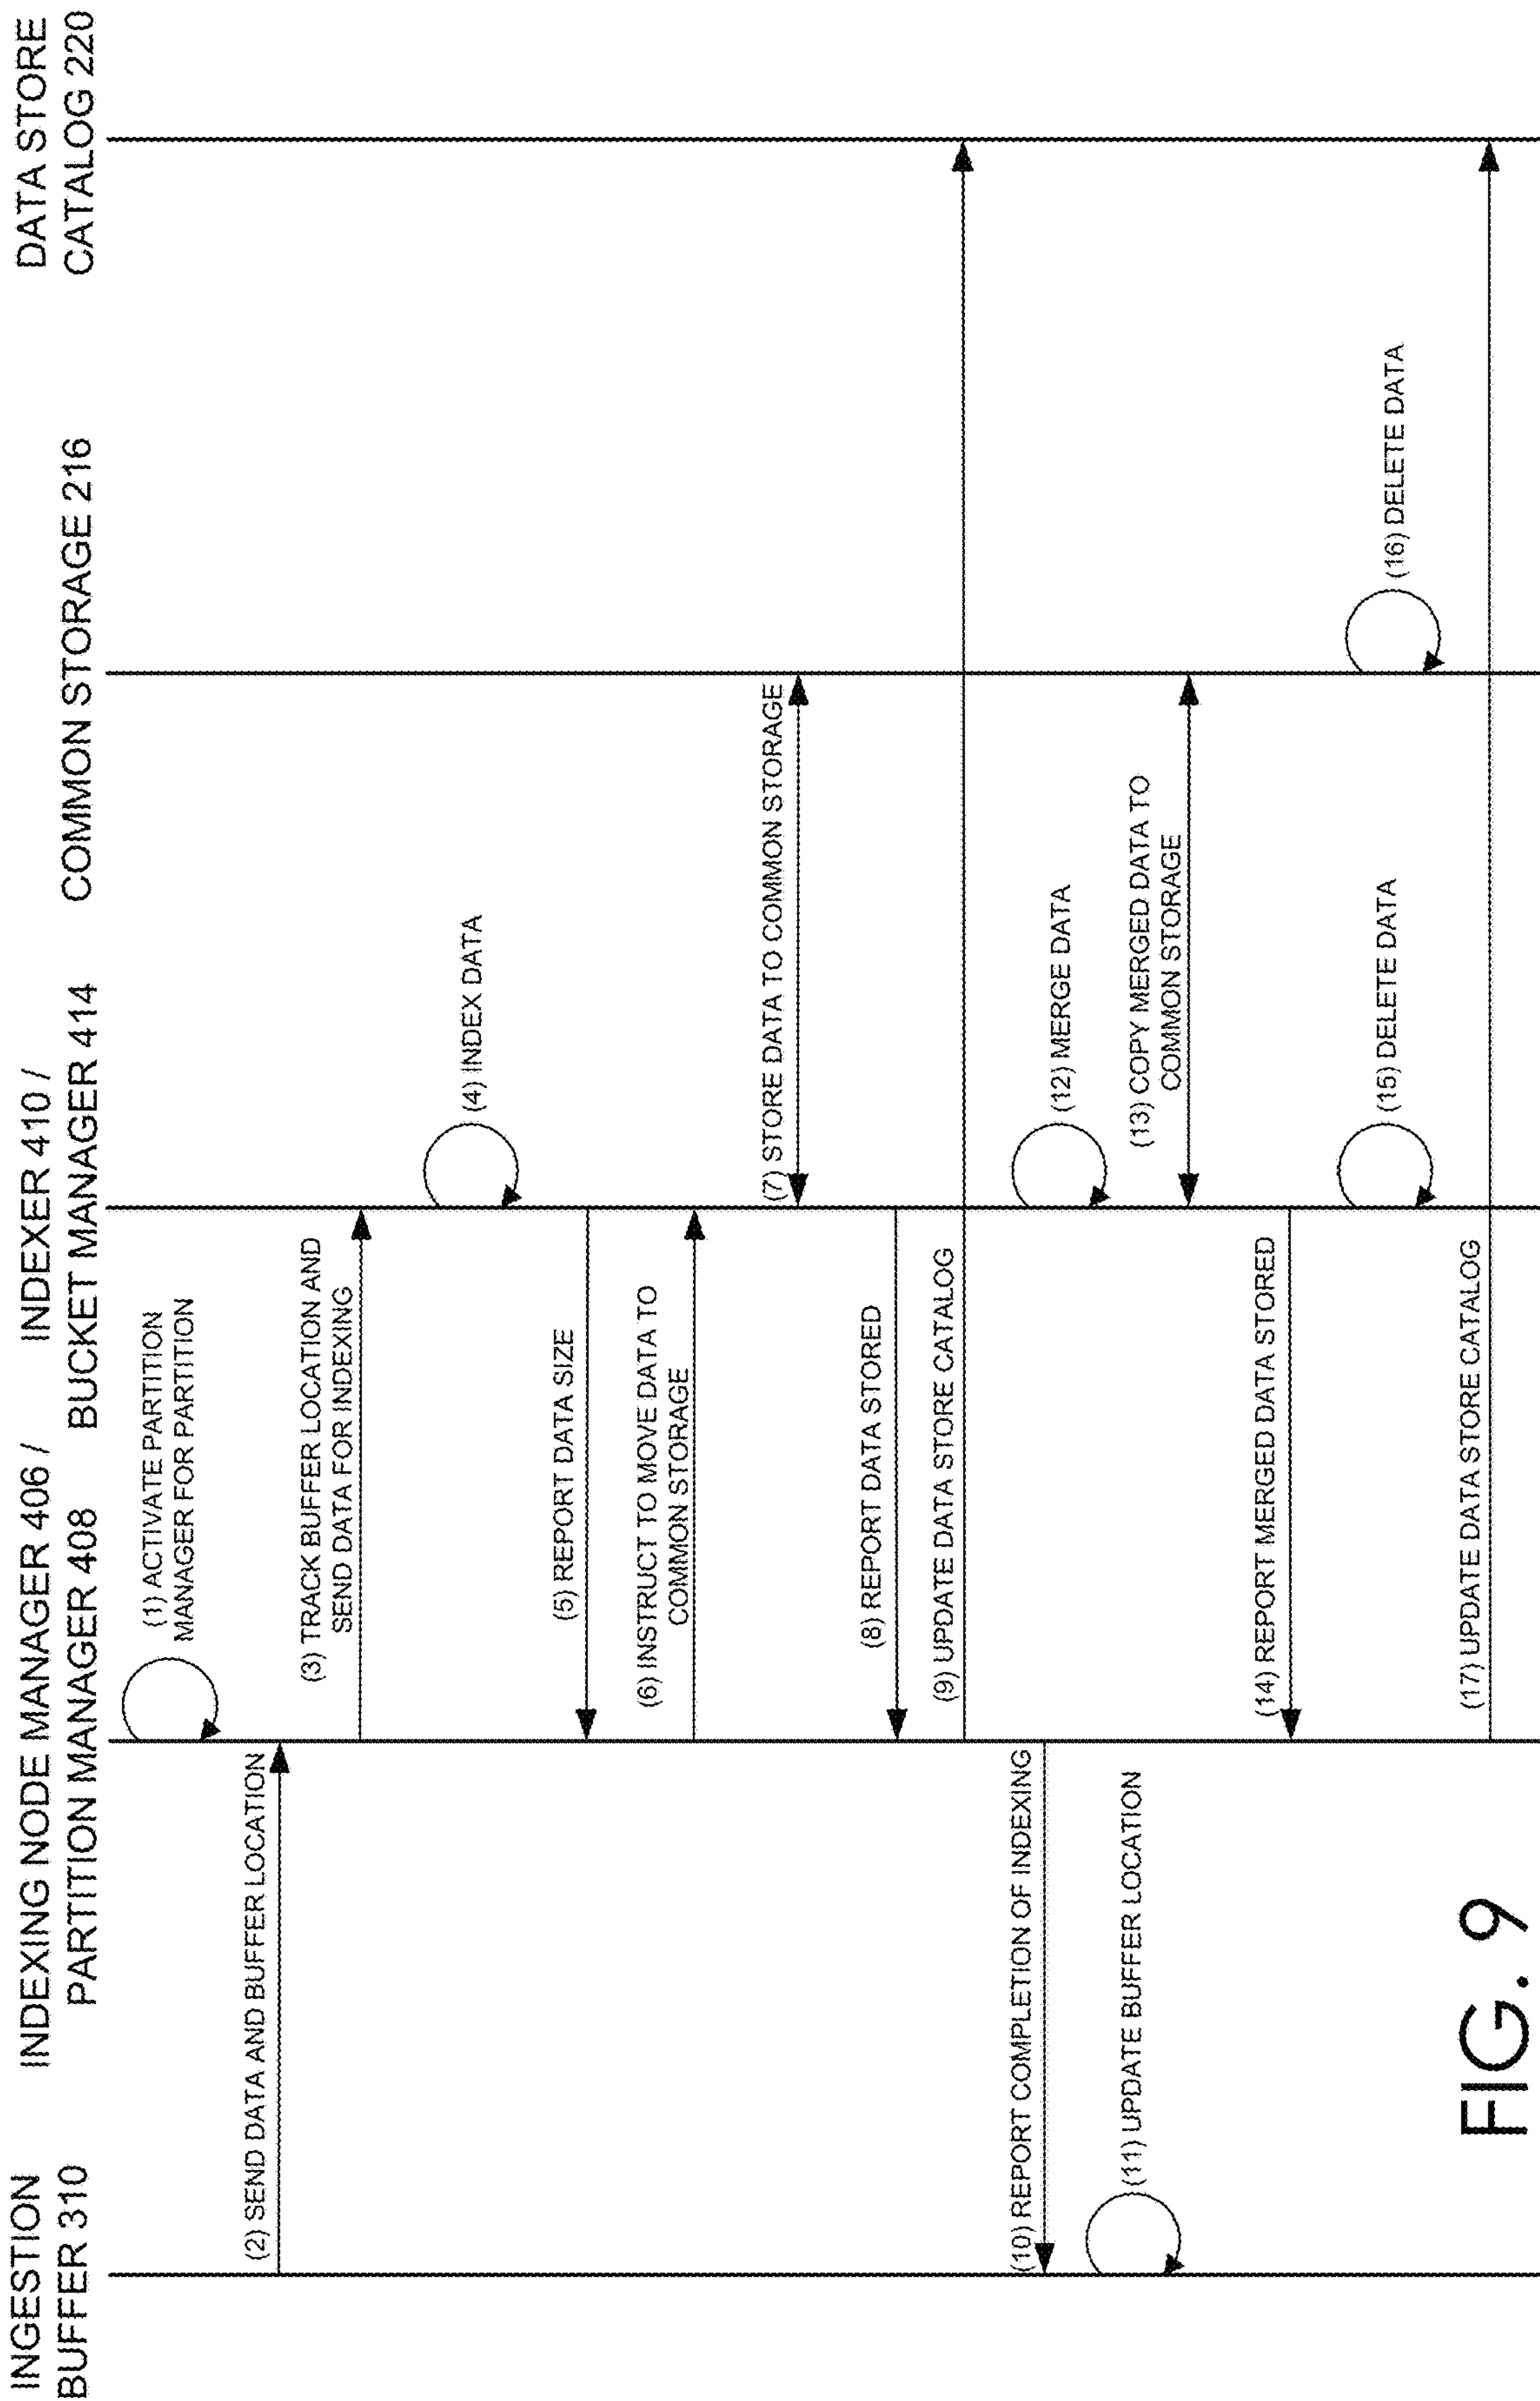 INGESTION
BUFFER 310
INDEXING NODE MANAGER 406 /
PARTITION MANAGER 408
INDEXER 410 /
BUCKET MANAGER 414
COMMON STORAGE 216
DATA STORE
CATALOG 220
(1) ACTIVATE PARTITION
MANAGER FOR PARTITION
(2) SEND DATA AND BUFFER LOCATION
(3) TRACK BUFFER LOCATION AND
SEND DATA FOR INDEXING
(4) INDEX DATA
(5) REPORT DATA SIZE
(6) INSTRUCT TO MOVE DATA TO
COMMON STORAGE
(7) STORE DATA TO COMMON STORAGE
(8) REPORT DATA STORED
(9) UPDATE DATA STORE CATALOG
(10) REPORT COMPLETION OF INDEXING
(11) UPDATE BUFFER LOCATION
(12) MERGE DATA
(13) COPY MERGED DATA TO
COMMON STORAGE
(14) REPORT MERGED DATA STORED
(15) DELETE DATA
(16) DELETE DATA
(17) UPDATE DATA STORE CATALOG
FIG. 9